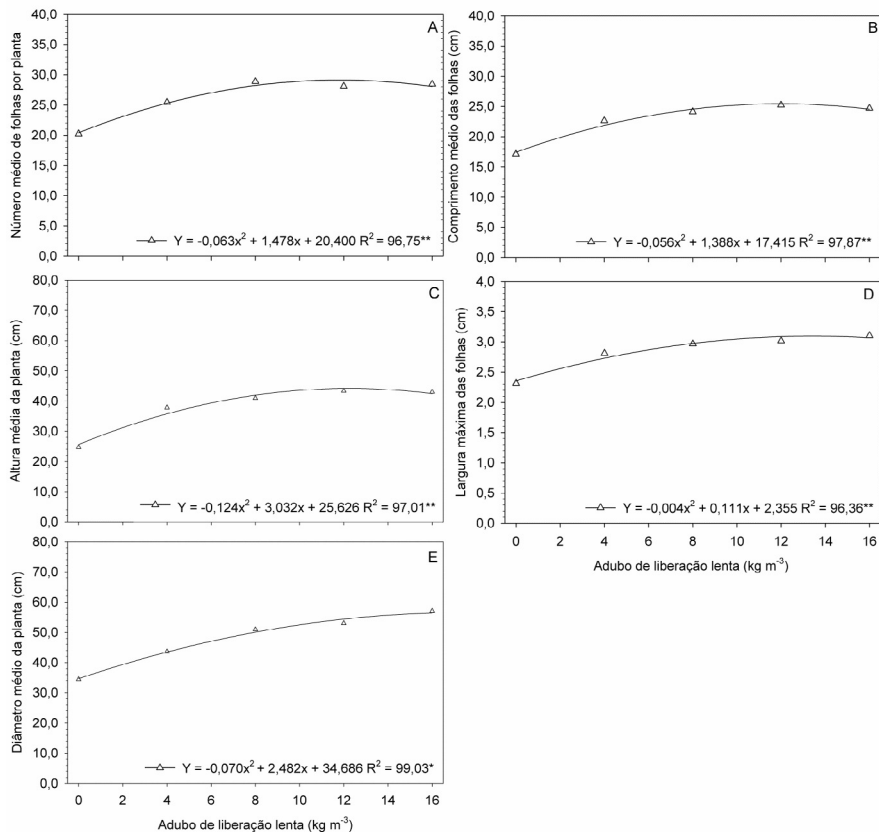 A
Número médio de folhas por planta
40,0
35,0
30,0
25,0
20,0
15,0
10,0
5,0
0,0
Y = -0,063x² + 1,478x + 20,400 R² = 96,75**
B
Comprimento médio das folhas (cm)
40,0
35,0
30,0
25,0
20,0
15,0
10,0
5,0
0,0
Y = -0,056x² + 1,388x + 17,415 R² = 97,87**
C
Altura média da planta (cm)
80,0
70,0
60,0
50,0
40,0
30,0
20,0
10,0
0,0
Y = -0,124x² + 3,032x + 25,626 R² = 97,01**
D
Largura máxima das folhas (cm)
4,0
3,5
3,0
2,5
2,0
1,5
1,0
0,5
0,0
Y = -0,004x² + 0,111x + 2,355 R² = 96,36**
0 2 4 6 8 10 12 14 16
Adubo de liberação lenta (kg m⁻³)
E
Diâmetro médio da planta (cm)
80,0
70,0
60,0
50,0
40,0
30,0
20,0
10,0
0,0
Y = -0,070x² + 2,482x + 34,686 R² = 99,03*
0 2 4 6 8 10 12 14 16
Adubo de liberação lenta (kg m⁻³)